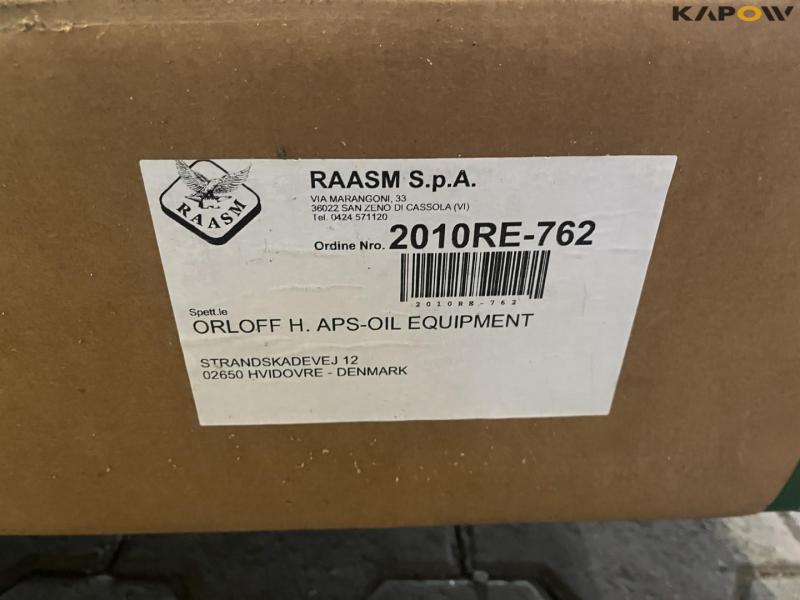 KAPOW
RAASM
RAASM S.p.A.
VIA MARANGONI, 33
36022 SAN ZENO DI CASSOLA (VI)
Tel. 0424 571120
Ordine Nro. 2010RE-762
2010RE-762
Spett.le
ORLOFF H. APS-OIL EQUIPMENT
STRANDSKADEVEJ 12
02650 HVIDOVRE - DENMARK